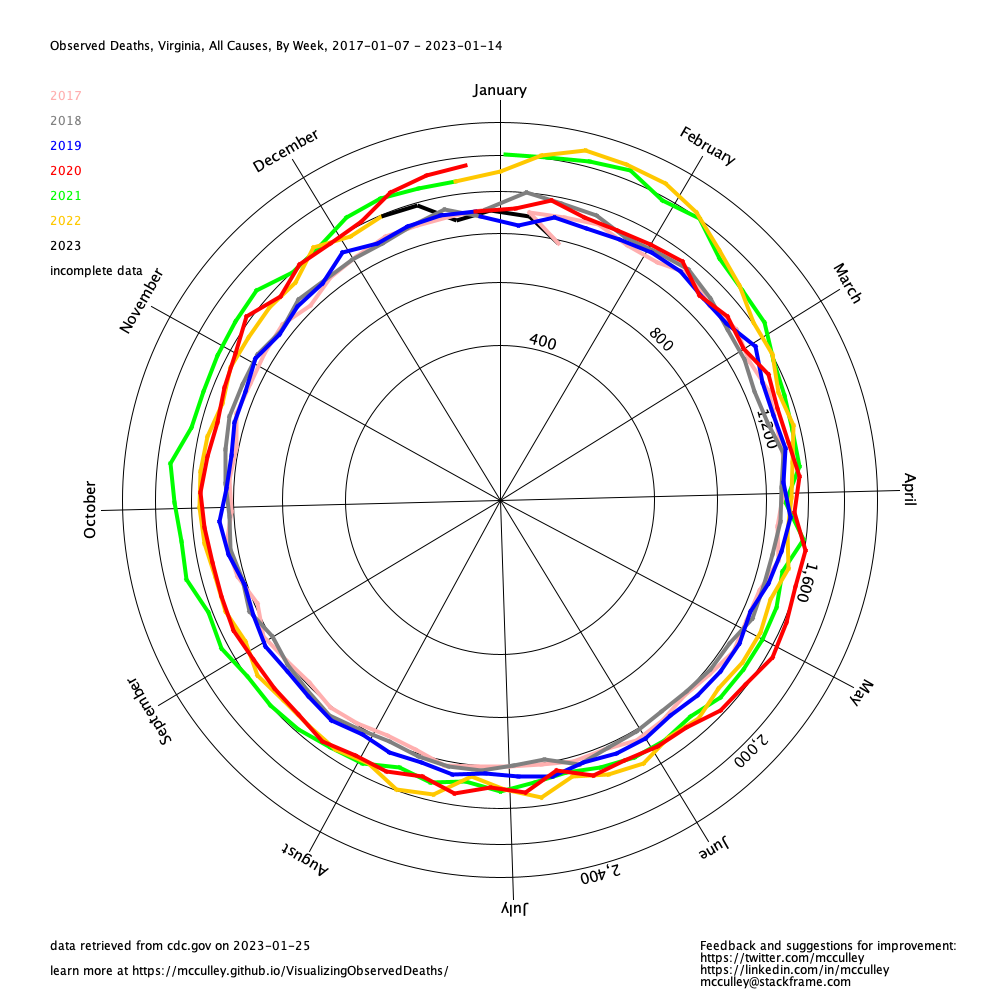 Observed Deaths, Virginia, All Causes, By Week, 2017-01-07 - 2023-01-14
2017
2018
2019
2020
2021
2022
2023
incomplete data
January
February
March
April
May
June
July
August
September
October
November
December
400
800
1,200
1,600
2,000
2,400
data retrieved from cdc.gov on 2023-01-25
learn more at https://mcculley.github.io/VisualizingObservedDeaths/
Feedback and suggestions for improvement:
https://twitter.com/mcculley
https://linkedin.com/in/mcculley
mcculley@stackframe.com